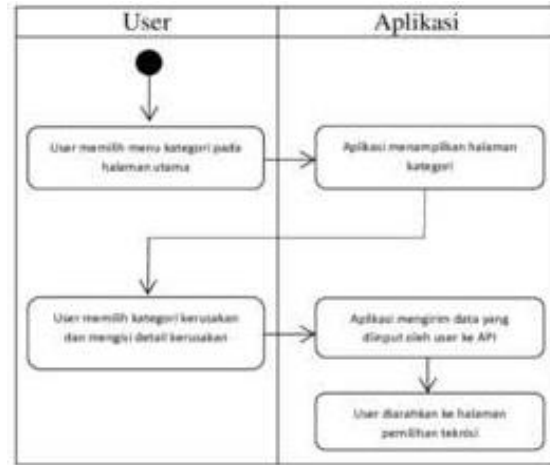 User
Aplikasi
User memilih menu kategori pada
halaman utama
Aplikasi menampilkan halaman
kategori
User memilih kategori kerusakan
dan mengisi detail kerusakan
Aplikasi mengirim data yang
diinput oleh user ke API
User diarahkan ke halaman
pemilihan teknisi